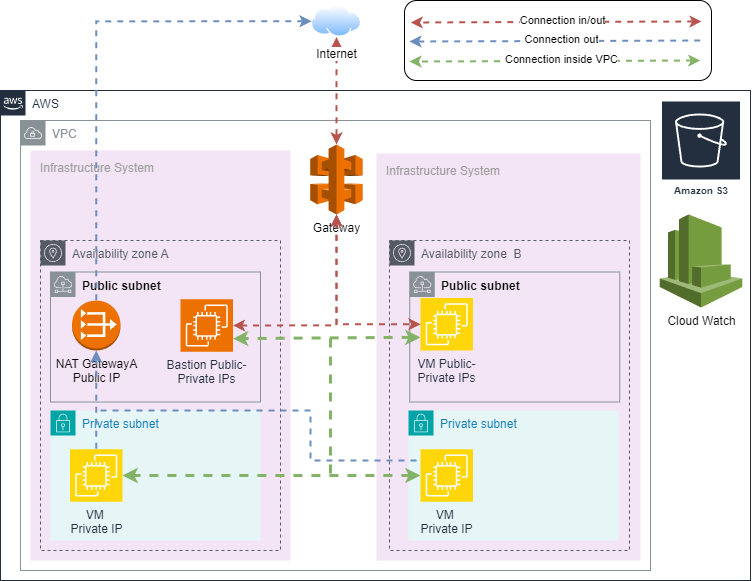 Connection in/out
Connection out
Connection inside VPC
Internet
aws
AWS
VPC
Infrastructure System
Infrastructure System
Gateway
Amazon S3
Cloud Watch
Availability zone A
Availability zone  B
Public subnet
Public subnet
NAT GatewayA
Public IP
Bastion Public-
Private IPs
VM Public-
Private IPs
Private subnet
Private subnet
VM
Private IP
VM
Private IP